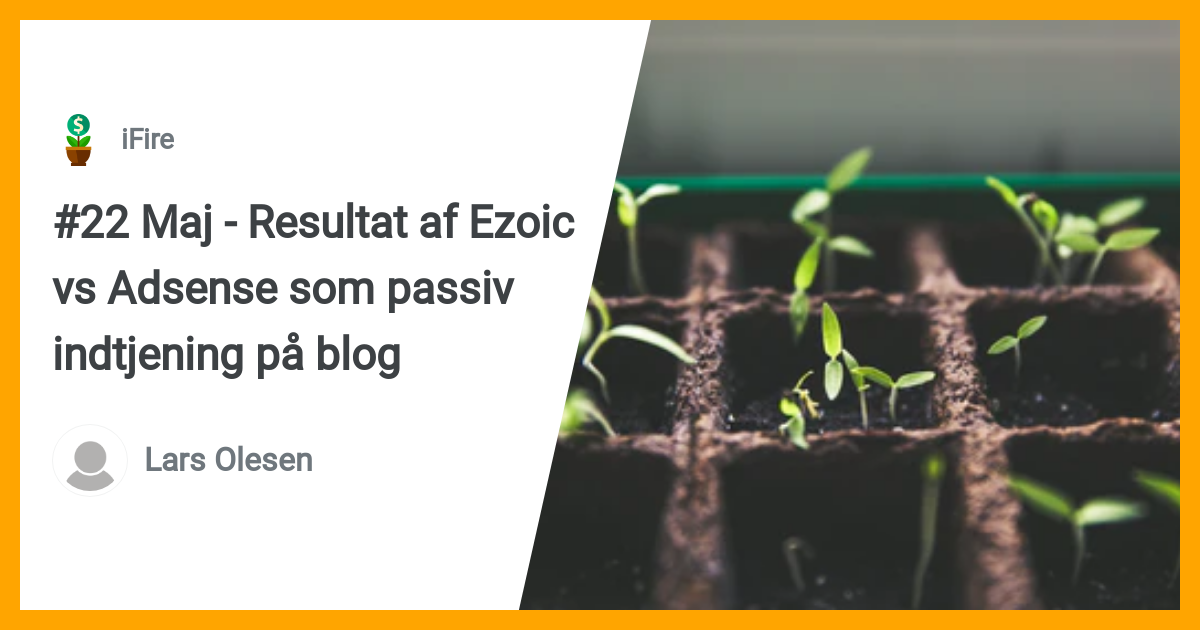 iFire
#22 Maj - Resultat af Ezoic
vs Adsense som passiv
indtjening på blog
Lars Olesen